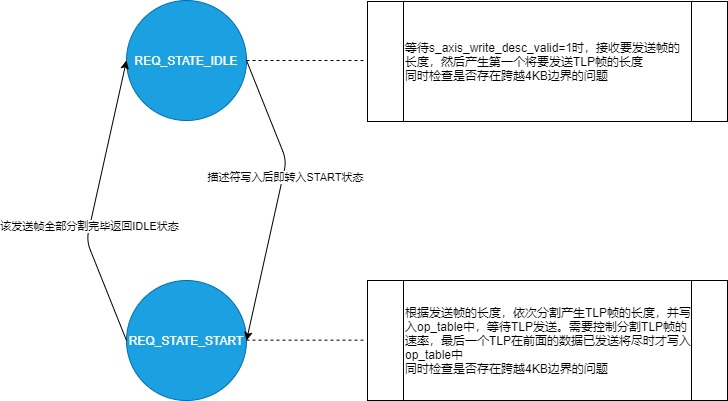 REQ_STATE_IDLE
等待s_axis_write_desc_valid=1时，接收要发送帧的
长度，然后产生第一个将要发送TLP帧的长度
同时检查是否存在跨越4KB边界的问题
描述符写入后即转入START状态
该发送帧全部分割完毕返回IDLE状态
REQ_STATE_START
根据发送帧的长度，依次分割产生TLP帧的长度，并写
入op_table中，等待TLP发送。需要控制分割TLP帧的
速率，最后一个TLP在前面的数据已发送将尽时才写入
op_table中
同时检查是否存在跨越4KB边界的问题